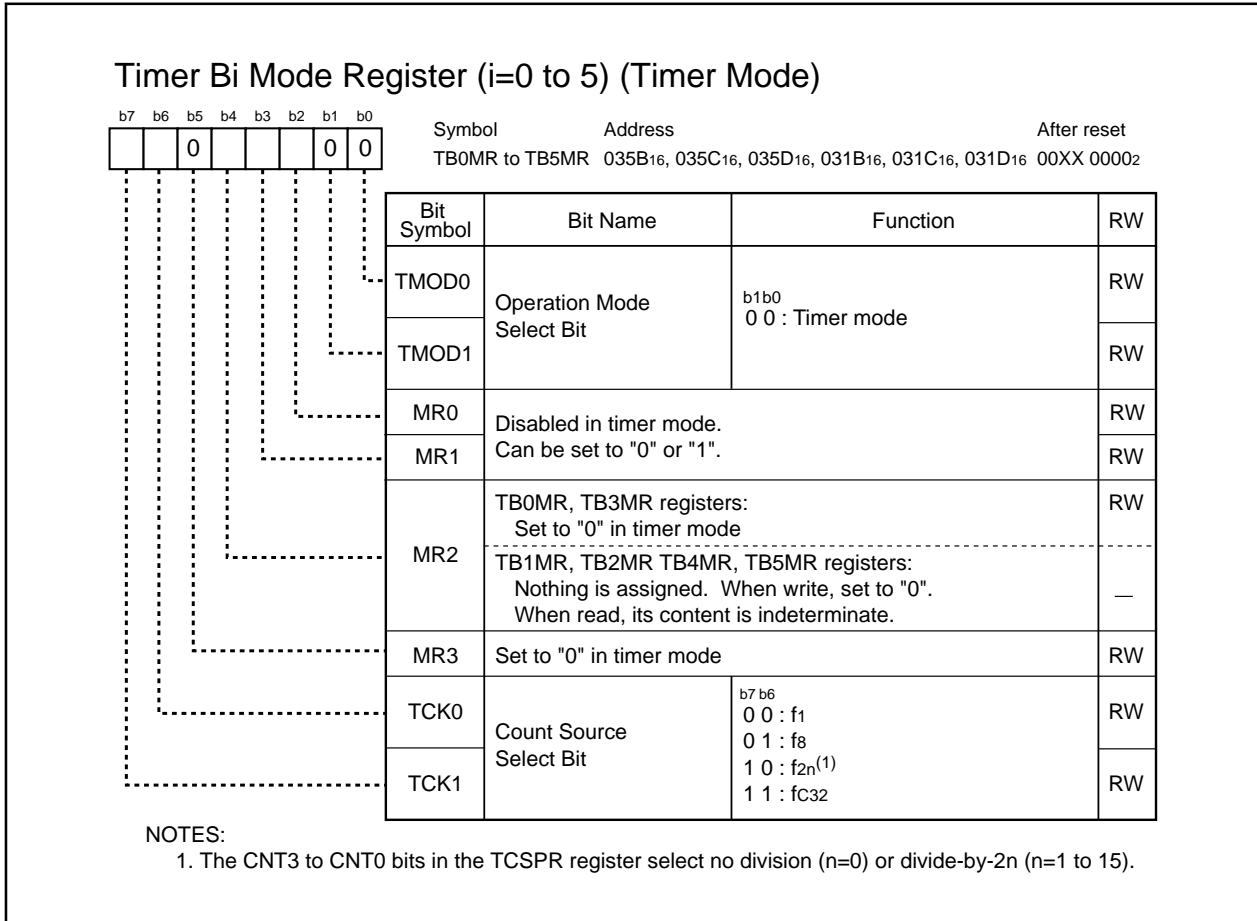 Timer Bi Mode Register (i=0 to 5) (Timer Mode)
b7 b6 b5 b4 b3 b2 b1 b0
0 0 0
Symbol Address After reset
TB0MR to TB5MR 035B16, 035C16, 035D16, 031B16, 031C16, 031D16 00XX 00002
Bit Symbol Bit Name Function RW
TMOD0 RW
Operation Mode
Select Bit
b1b0
0 0 : Timer mode
TMOD1 RW
MR0 RW
Disabled in timer mode.
Can be set to "0" or "1".
MR1 RW
MR2
TB0MR, TB3MR registers: RW
Set to "0" in timer mode
TB1MR, TB2MR TB4MR, TB5MR registers:
Nothing is assigned. When write, set to "0". —
When read, its content is indeterminate.
MR3 Set to "0" in timer mode RW
TCK0 RW
Count Source
Select Bit
b7 b6
0 0 : f1
0 1 : f8
1 0 : f2n(1)
1 1 : fC32
TCK1 RW
NOTES:
1. The CNT3 to CNT0 bits in the TCSPR register select no division (n=0) or divide-by-2n (n=1 to 15).